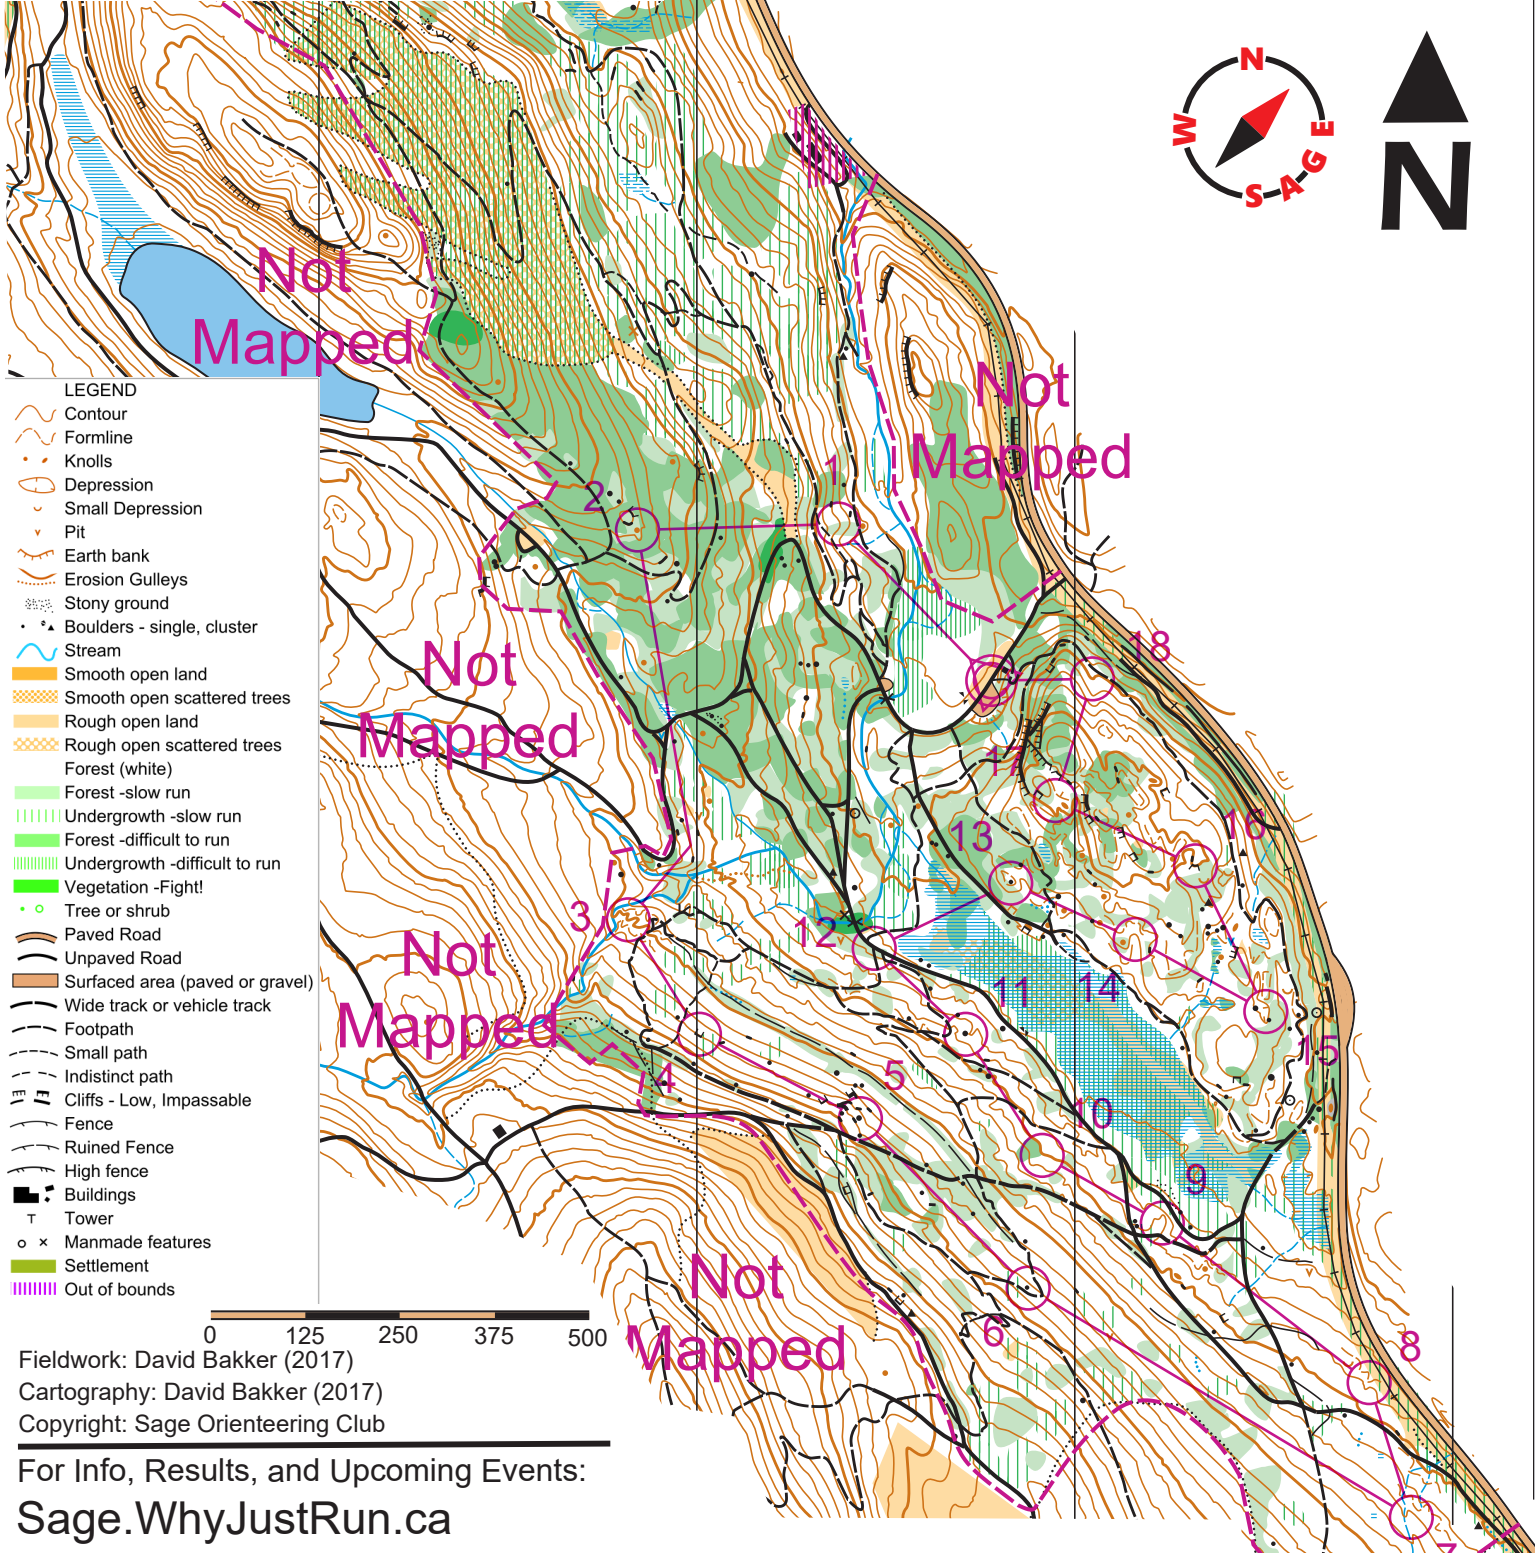 N
W
E
S A G
N
Not
Mapped
Not
Mapped
1
2
LEGEND
Contour
Formline
Knolls
Depression
Small Depression
Pit
Earth bank
Erosion Gulleys
Stony ground
Boulders - single, cluster
Stream
Smooth open land
Smooth open scattered trees
Rough open land
Rough open scattered trees
Forest (white)
Forest -slow run
Undergrowth -slow run
Forest -difficult to run
Undergrowth -difficult to run
Vegetation -Fight!
Tree or shrub
Paved Road
Unpaved Road
Surfaced area (paved or gravel)
Wide track or vehicle track
Footpath
Small path
Indistinct path
Cliffs - Low, Impassable
Fence
Ruined Fence
High fence
Buildings
Tower
Manmade features
Settlement
Out of bounds
18
Not
Mapped
17
16
13
3
12
Not
Mapped
11
14
15
4
5
10
9
Not
Mapped
6
8
7
0 125 250 375 500
Fieldwork: David Bakker (2017)
Cartography: David Bakker (2017)
Copyright: Sage Orienteering Club
For Info, Results, and Upcoming Events:
Sage.WhyJustRun.ca